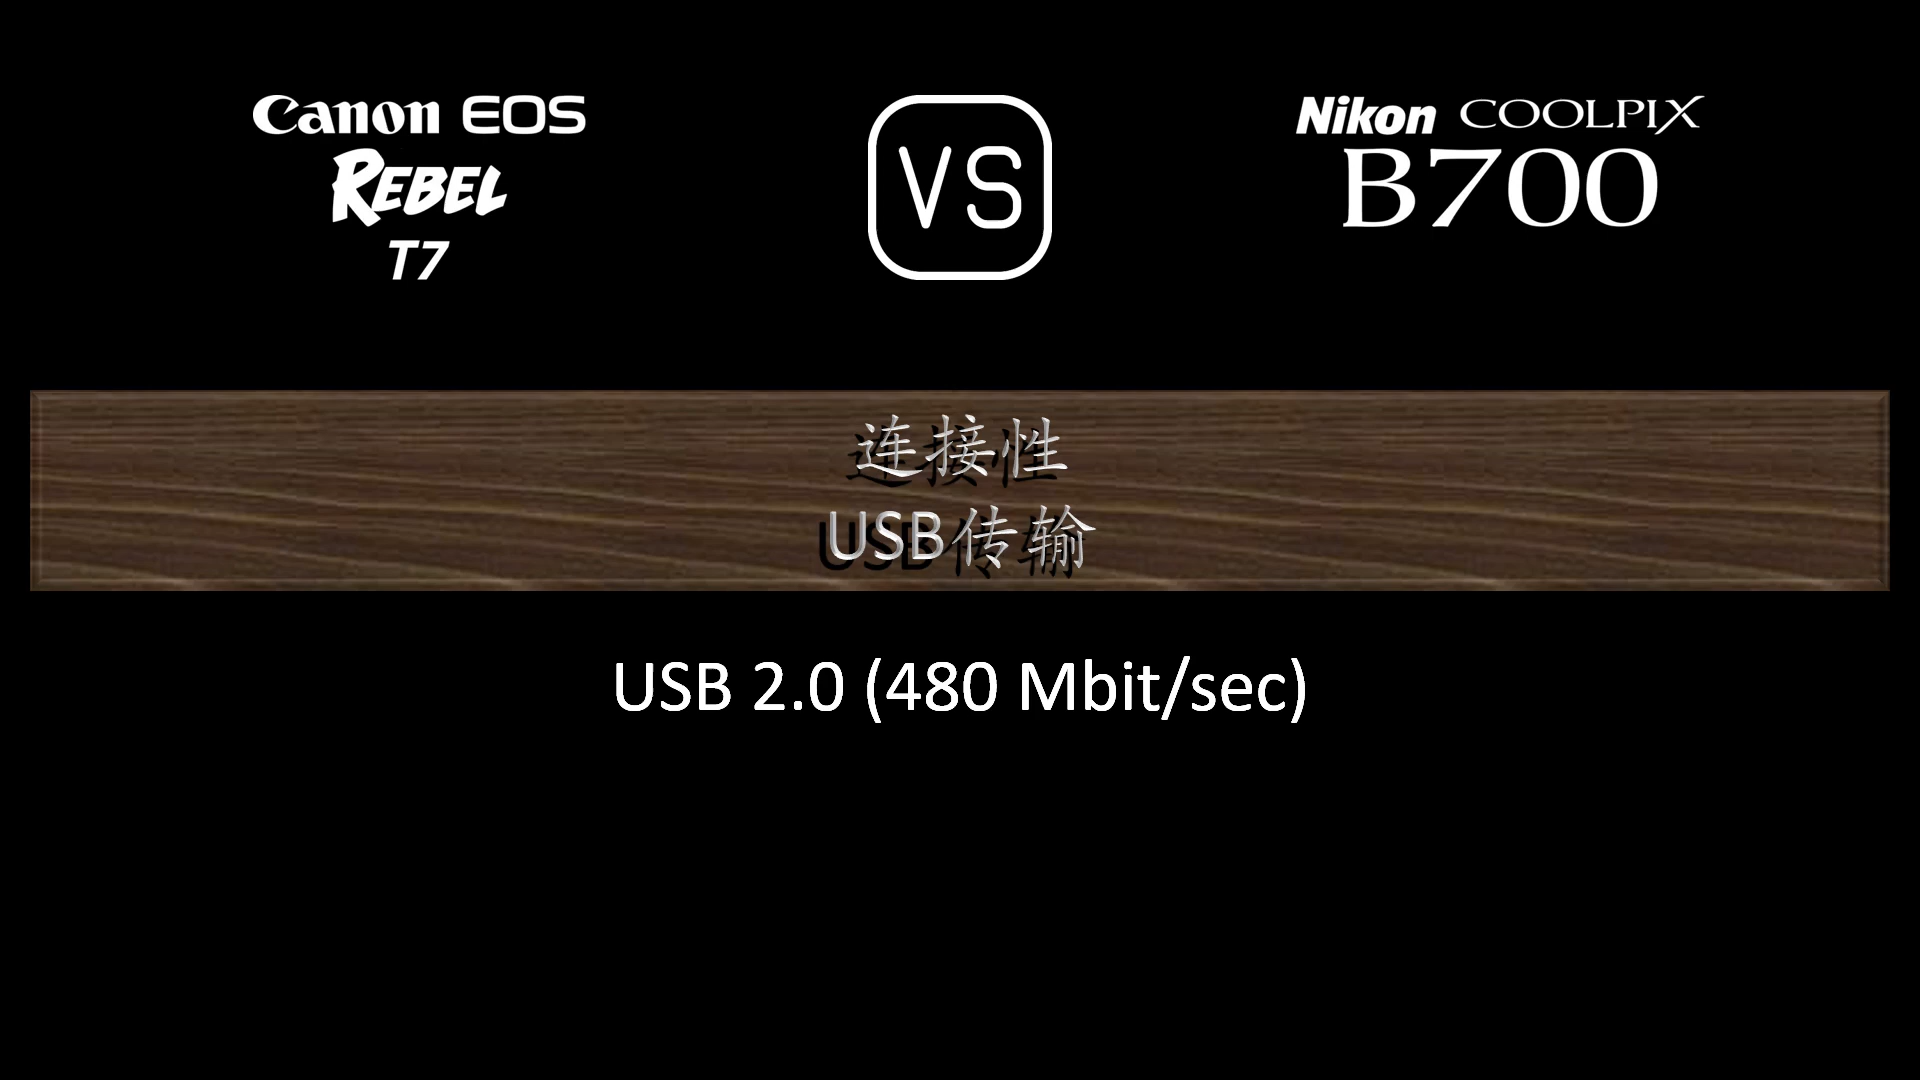 Canon EOS
REBEL
T7
VS
Nikon COOLPIX
B700
连接性
USB传输
USB 2.0 (480 Mbit/sec)